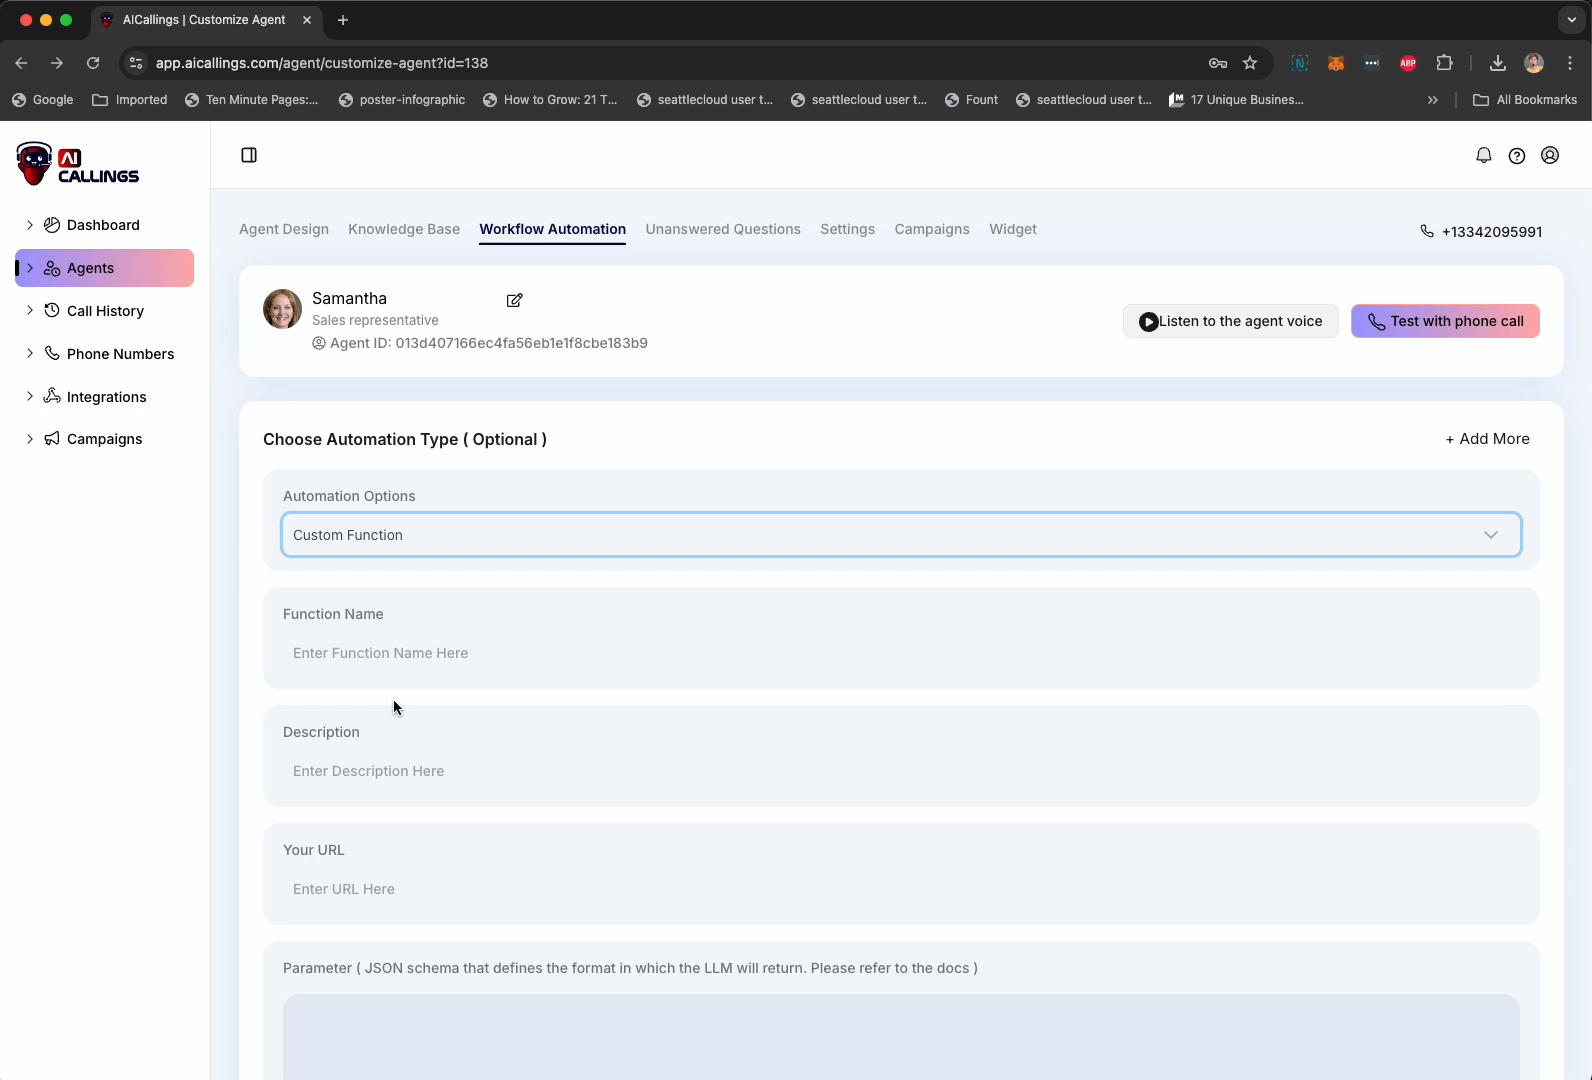 AICallings | Customize Agent
app.aicallings.com/agent/customize-agent?id=138
ABP
Google
Imported
Ten Minute Pages:...
poster-infographic
How to Grow: 21 T...
seattlecloud user t...
seattlecloud user t...
Fount
seattlecloud user t...
17 Unique Busines...
All Bookmarks
AI
CALLINGS
Dashboard
Agents
Call History
Phone Numbers
Integrations
Campaigns
Agent Design
Knowledge Base
Workflow Automation
Unanswered Questions
Settings
Campaigns
Widget
+13342095991
Samantha
Sales representative
Agent ID: 013d407166ec4fa56eb1e1f8cbe183b9
Listen to the agent voice
Test with phone call
Choose Automation Type ( Optional )
+ Add More
Automation Options
Custom Function
Function Name
Enter Function Name Here
Description
Enter Description Here
Your URL
Enter URL Here
Parameter ( JSON schema that defines the format in which the LLM will return. Please refer to the docs )